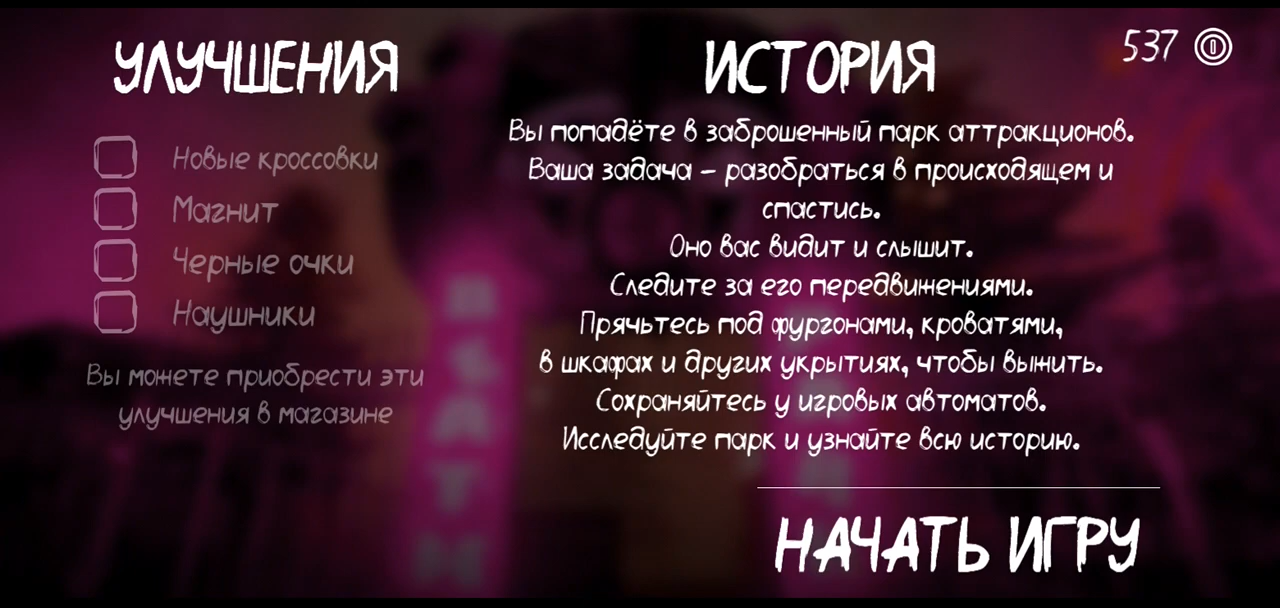 УЛУЧШЕНИЯ
Новые кроссовки
Магнит
Черные очки
Наушники
Вы можете приобрести эти
улучшения в магазине
ИСТОРИЯ
537
Вы попадёте в заброшенный парк аттракционов.
Ваша задача – разобраться в происходящем и
спастись.
Оно вас видит и слышит.
Следите за его передвижениями.
Прячьтесь под фургонами, кроватями,
в шкафах и других укрытиях, чтобы выжить.
Сохраняйтесь у игровых автоматов.
Исследуйте парк и узнайте всю историю.
НАЧАТЬ ИГРУ